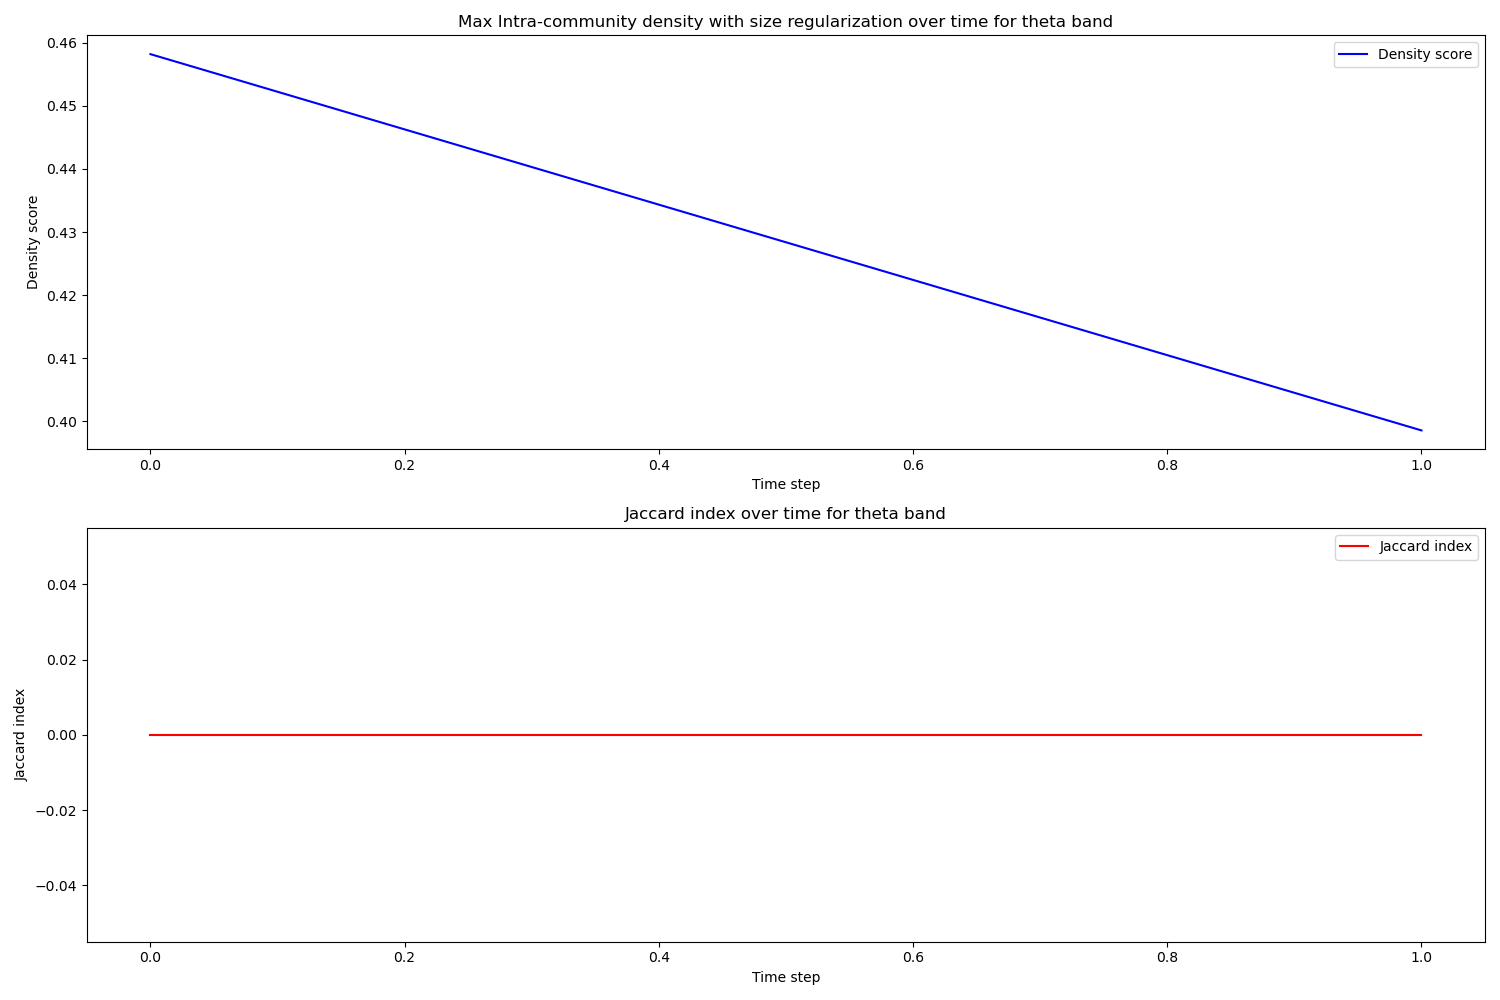 Max Intra-community density with size regularization over time for theta band
Density score
0.46
0.45
0.44
0.43
0.42
0.41
0.40
Density score
0.0 0.2 0.4 0.6 0.8 1.0
Time step
Jaccard index over time for theta band
Jaccard index
0.04
0.02
0.00
−0.02
−0.04
Jaccard index
0.0 0.2 0.4 0.6 0.8 1.0
Time step